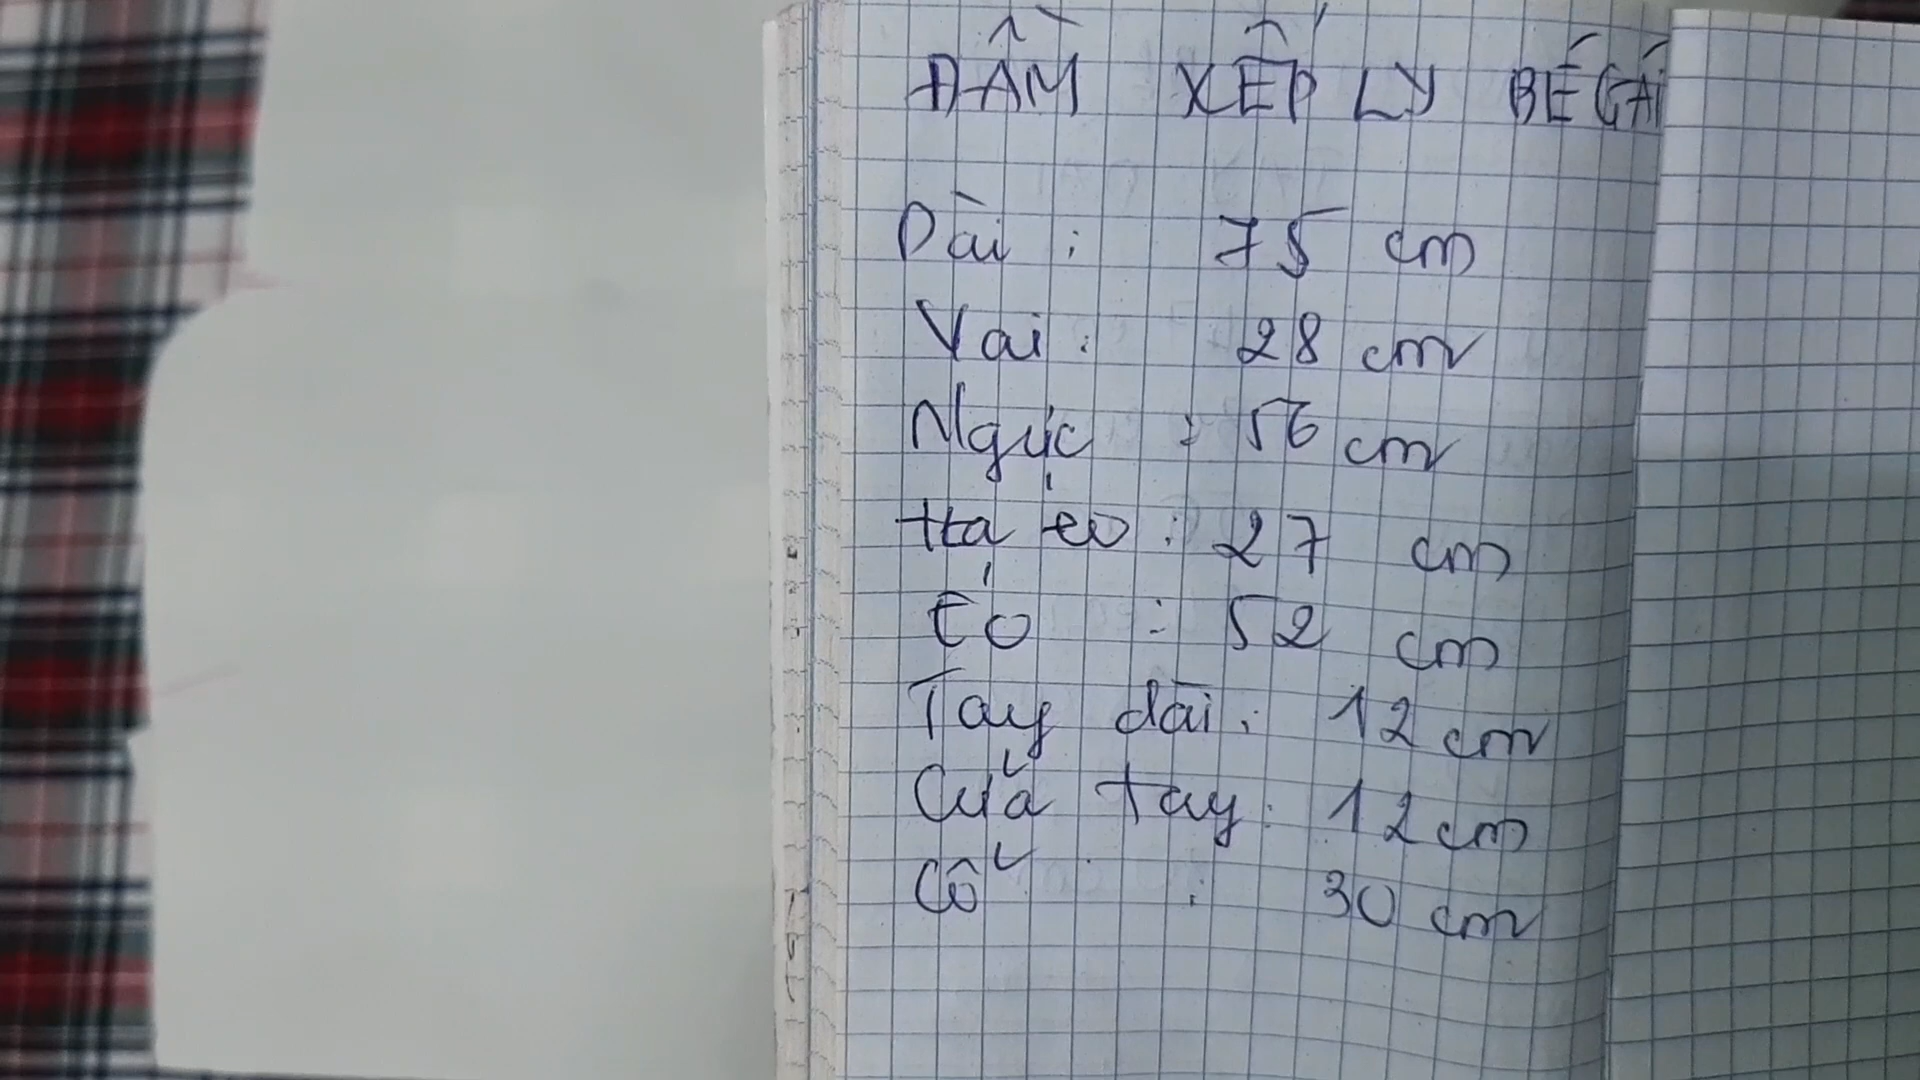 ĐẦM XẾP LY BÉ GÁI
Dài : 75 cm
Vai : 28 cm
Ngực : 56 cm
Hạ eo : 27 cm
Eo : 52 cm
Tay dài : 12 cm
Cửa tay : 12 cm
Cổ : 30 cm